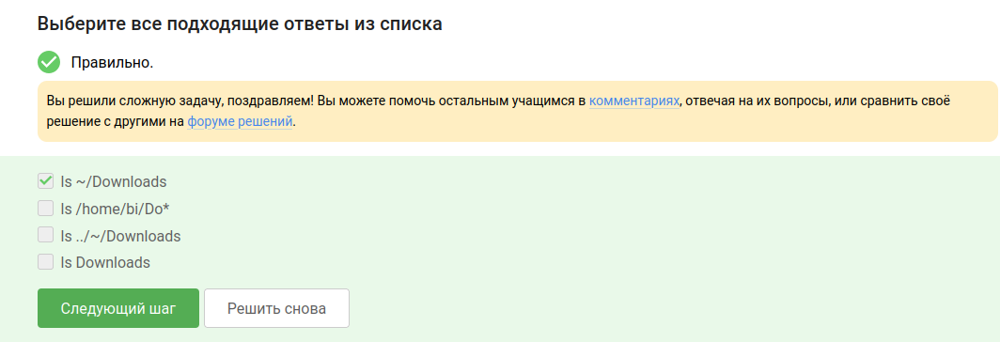 Выберите все подходящие ответы из списка
Правильно.
Вы решили сложную задачу, поздравляем! Вы можете помочь остальным учащимся в комментариях, отвечая на их вопросы, или сравнить своё
решение с другими на форуме решений.
ls ~/Downloads
ls /home/bi/Do*
ls ../~/Downloads
ls Downloads
Следующий шаг
Решить снова